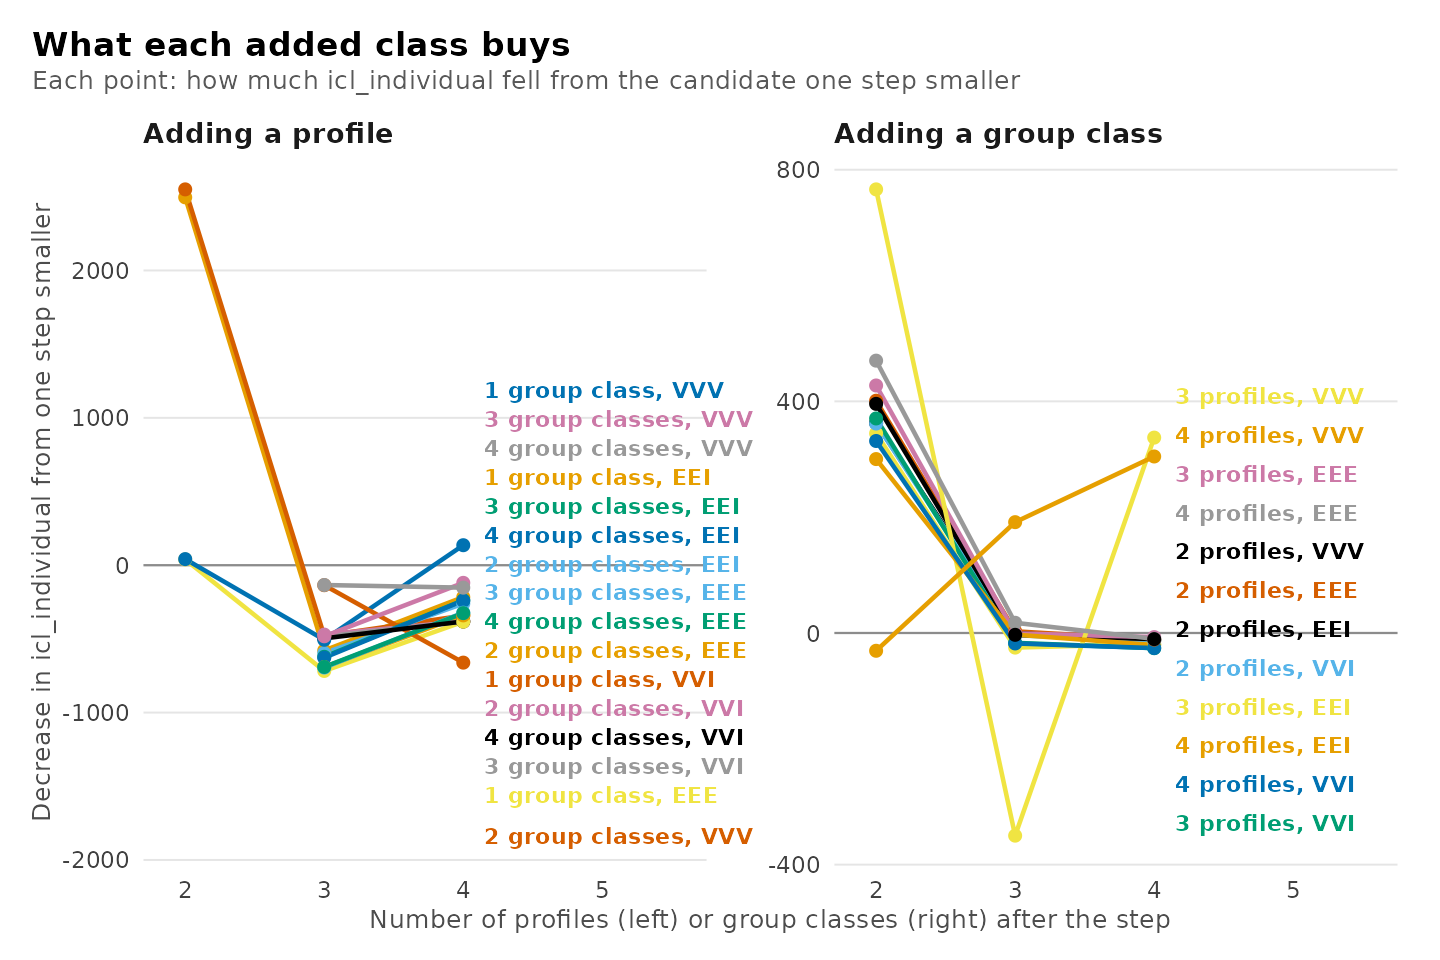 What each added class buys
Each point: how much icl_individual fell from the candidate one step smaller
Adding a profile
Adding a group class
Decrease in icl_individual from one step smaller
2000
1000
0
-1000
-2000
2
3
4
5
1 group class, VVV
3 group classes, VVV
4 group classes, VVV
1 group class, EEI
3 group classes, EEI
4 group classes, EEI
2 group classes, EEI
3 group classes, EEE
4 group classes, EEE
2 group classes, EEE
1 group class, VVI
2 group classes, VVI
4 group classes, VVI
3 group classes, VVI
1 group class, EEE
2 group classes, VVV
800
400
0
-400
2
3
4
5
3 profiles, VVV
4 profiles, VVV
3 profiles, EEE
4 profiles, EEE
2 profiles, VVV
2 profiles, EEE
2 profiles, EEI
2 profiles, VVI
3 profiles, EEI
4 profiles, EEI
4 profiles, VVI
3 profiles, VVI
Number of profiles (left) or group classes (right) after the step